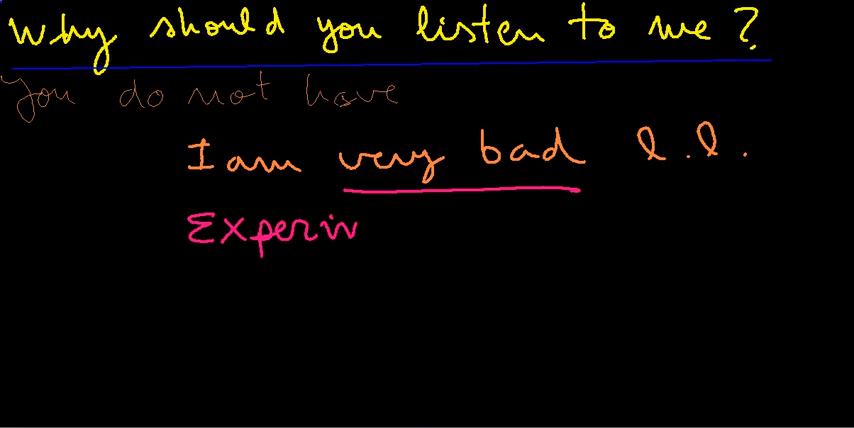 Why should you listen to me?
You do not have
I am very bad l.l.
Experin